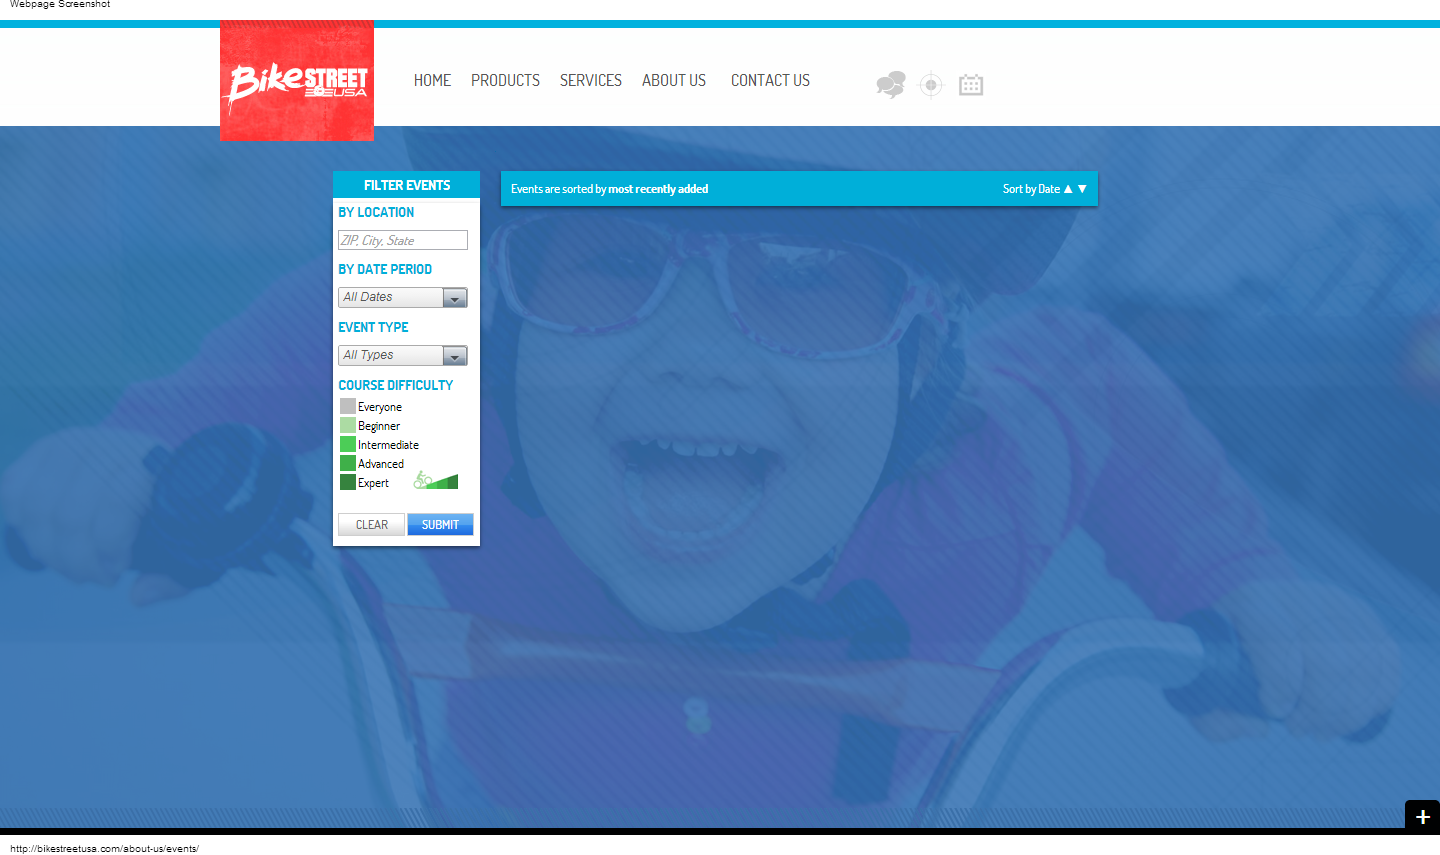 Webpage Screenshot
Bike STREET
USA
HOME PRODUCTS SERVICES ABOUT US CONTACT US
FILTER EVENTS
BY LOCATION
ZIP, City, State
BY DATE PERIOD
All Dates
EVENT TYPE
All Types
COURSE DIFFICULTY
Everyone
Beginner
Intermediate
Advanced
Expert
CLEAR SUBMIT
Events are sorted by most recently added
Sort by Date ▲ ▼
+
http://bikestreetusa.com/about-us/events/